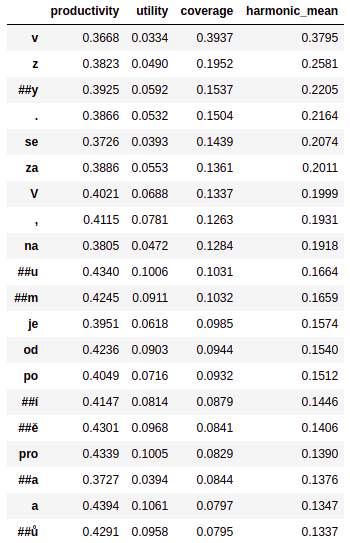 productivity utility coverage harmonic_mean
v 0.3668 0.0334 0.3937 0.3795
z 0.3823 0.0490 0.1952 0.2581
##y 0.3925 0.0592 0.1537 0.2205
. 0.3866 0.0532 0.1504 0.2164
se 0.3726 0.0393 0.1439 0.2074
za 0.3886 0.0553 0.1361 0.2011
V 0.4021 0.0688 0.1337 0.1999
, 0.4115 0.0781 0.1263 0.1931
na 0.3805 0.0472 0.1284 0.1918
##u 0.4340 0.1006 0.1031 0.1664
##m 0.4245 0.0911 0.1032 0.1659
je 0.3951 0.0618 0.0985 0.1574
od 0.4236 0.0903 0.0944 0.1540
po 0.4049 0.0716 0.0932 0.1512
##í 0.4147 0.0814 0.0879 0.1446
##ě 0.4301 0.0968 0.0841 0.1406
pro 0.4339 0.1005 0.0829 0.1390
##a 0.3727 0.0394 0.0844 0.1376
a 0.4394 0.1061 0.0797 0.1347
##ů 0.4291 0.0958 0.0795 0.1337